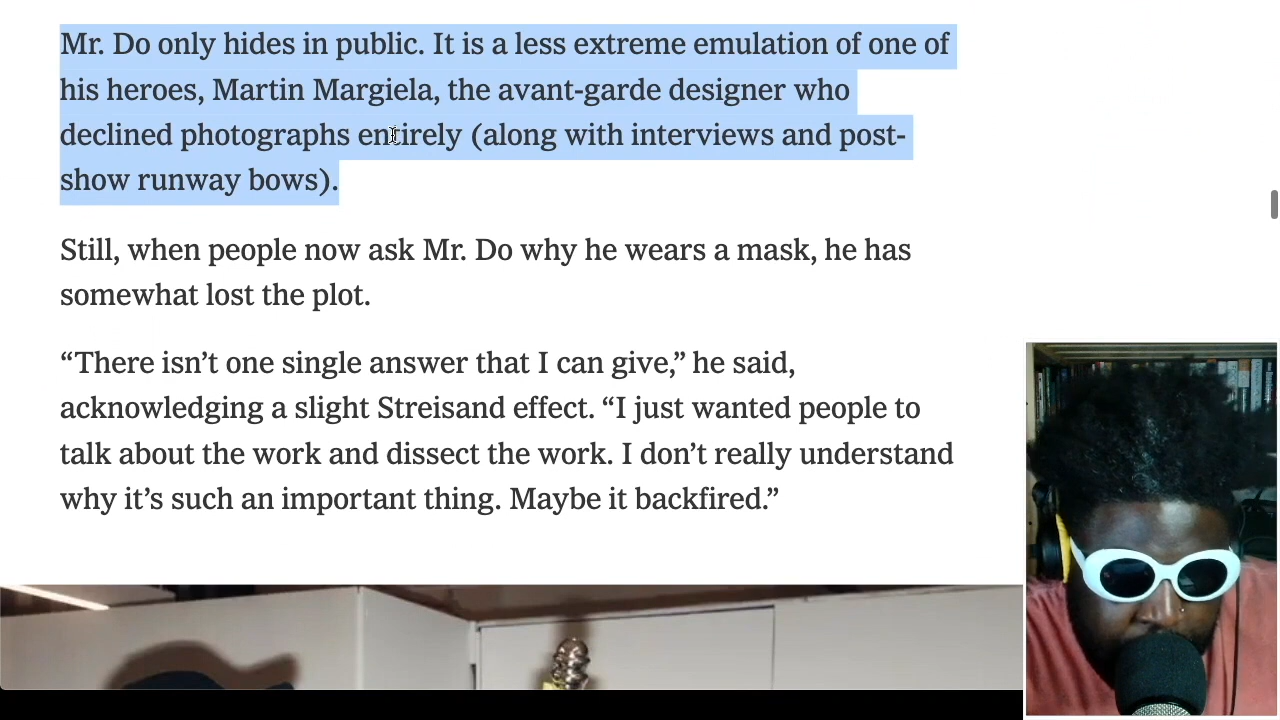 Mr. Do only hides in public. It is a less extreme emulation of one of
his heroes, Martin Margiela, the avant-garde designer who
declined photographs entirely (along with interviews and post-
show runway bows).
Still, when people now ask Mr. Do why he wears a mask, he has
somewhat lost the plot.
“There isn’t one single answer that I can give,” he said,
acknowledging a slight Streisand effect. “I just wanted people to
talk about the work and dissect the work. I don’t really understand
why it’s such an important thing. Maybe it backfired.”